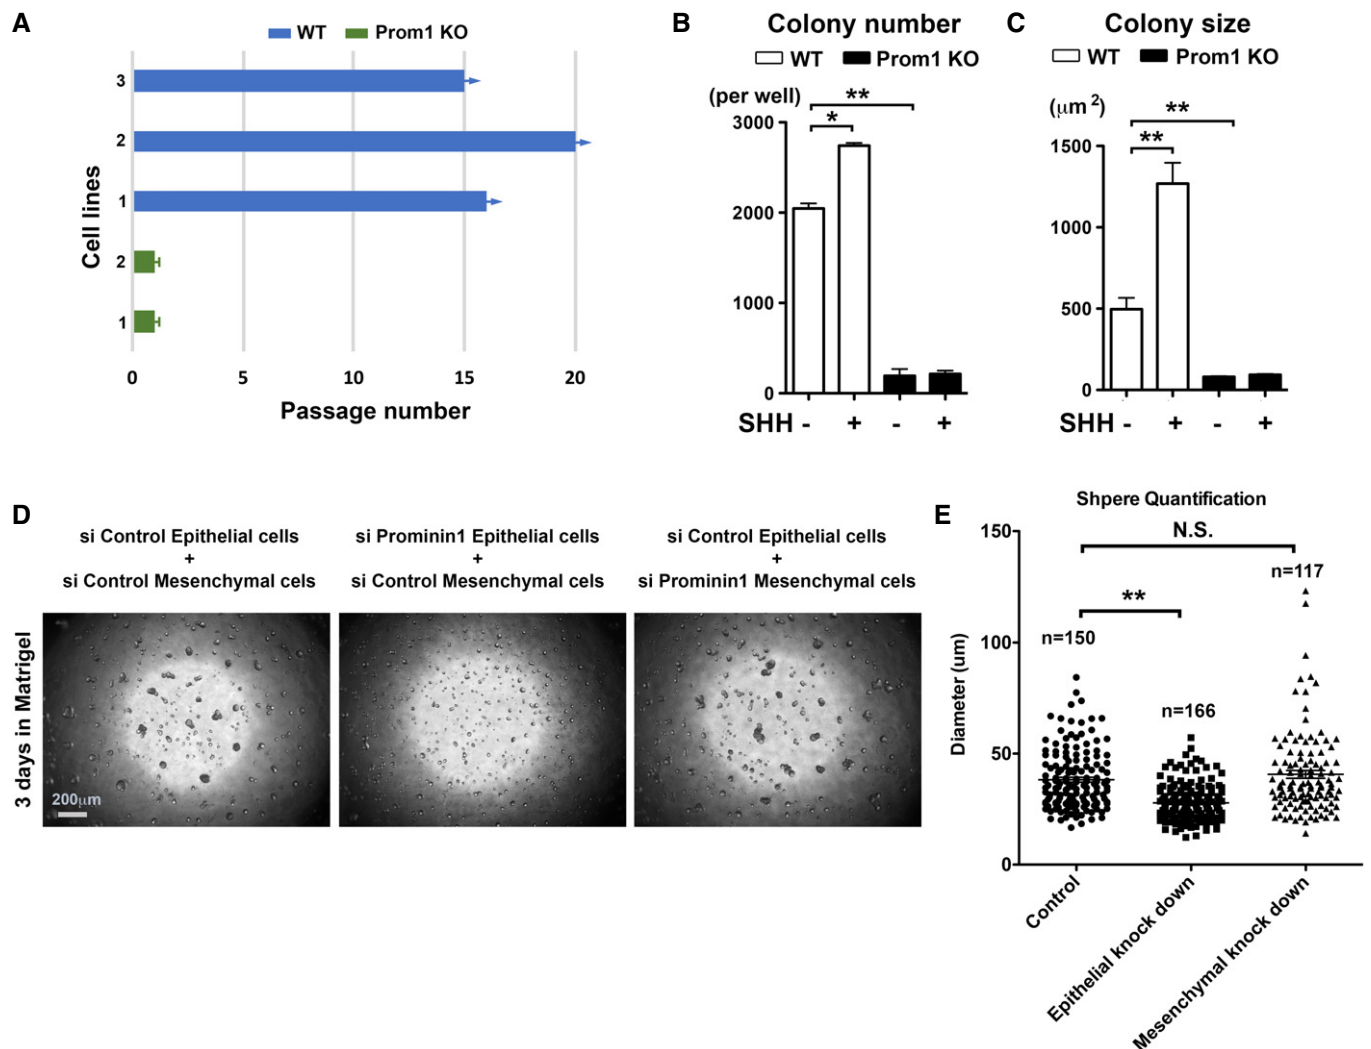 A
WT Prom1 KO
Cell lines
3
2
1
2
1
0 5 10 15 20
Passage number
B
Colony number
WT Prom1 KO
(per well)
**
*
3000
2000
1000
0
SHH - + - +
C
Colony size
WT Prom1 KO
(μm²)
**
**
1500
1000
500
0
SHH - + - +
D
si Control Epithelial cells
+
si Control Mesenchymal cels
si Prominin1 Epithelial cells
+
si Control Mesenchymal cels
si Control Epithelial cells
+
si Prominin1 Mesenchymal cels
3 days in Matrigel
200μm
E
Shpere Quantification
N.S.
n=117
**
n=150
n=166
Diameter (um)
150
100
50
0
Control
Epithelial knock down
Mesenchymal knock down